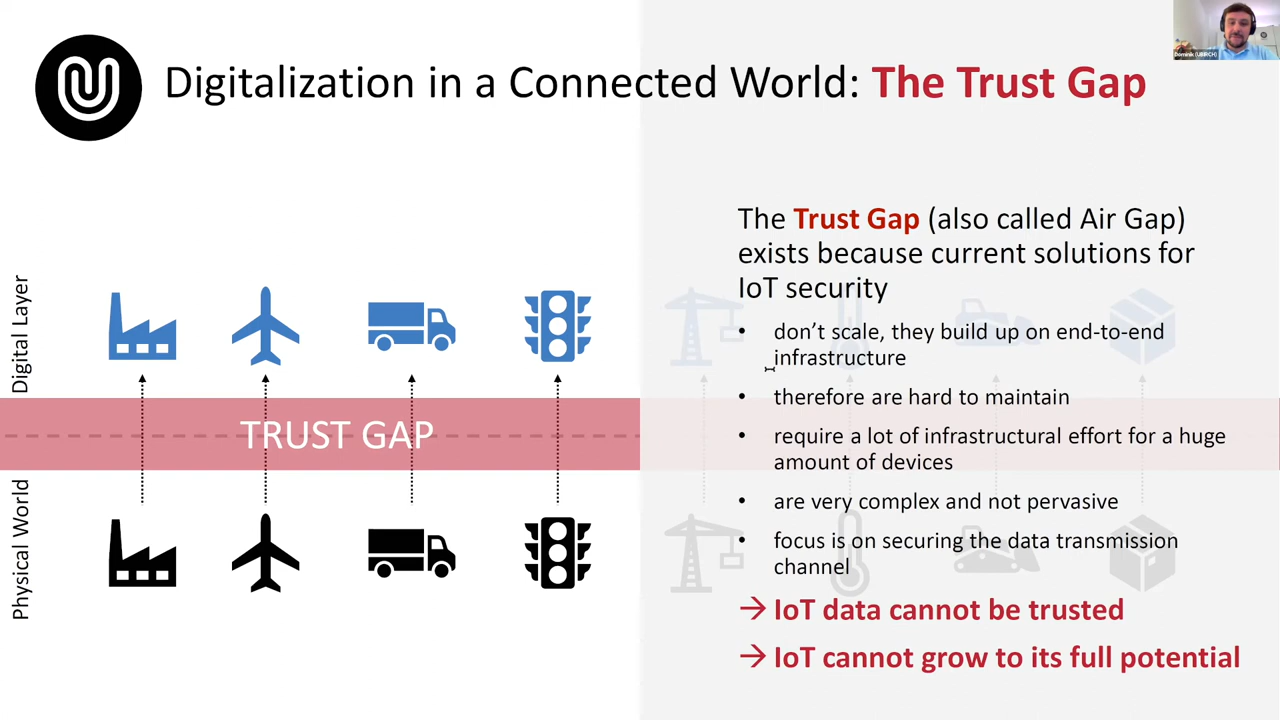 Digitalization in a Connected World: The Trust Gap
Dominik (UBIRCH)
Digital Layer
TRUST GAP
Physical World
The Trust Gap (also called Air Gap)
exists because current solutions for
IoT security
• don’t scale, they build up on end-to-end
infrastructure
• therefore are hard to maintain
• require a lot of infrastructural effort for a huge
amount of devices
• are very complex and not pervasive
• focus is on securing the data transmission
channel
→ IoT data cannot be trusted
→ IoT cannot grow to its full potential